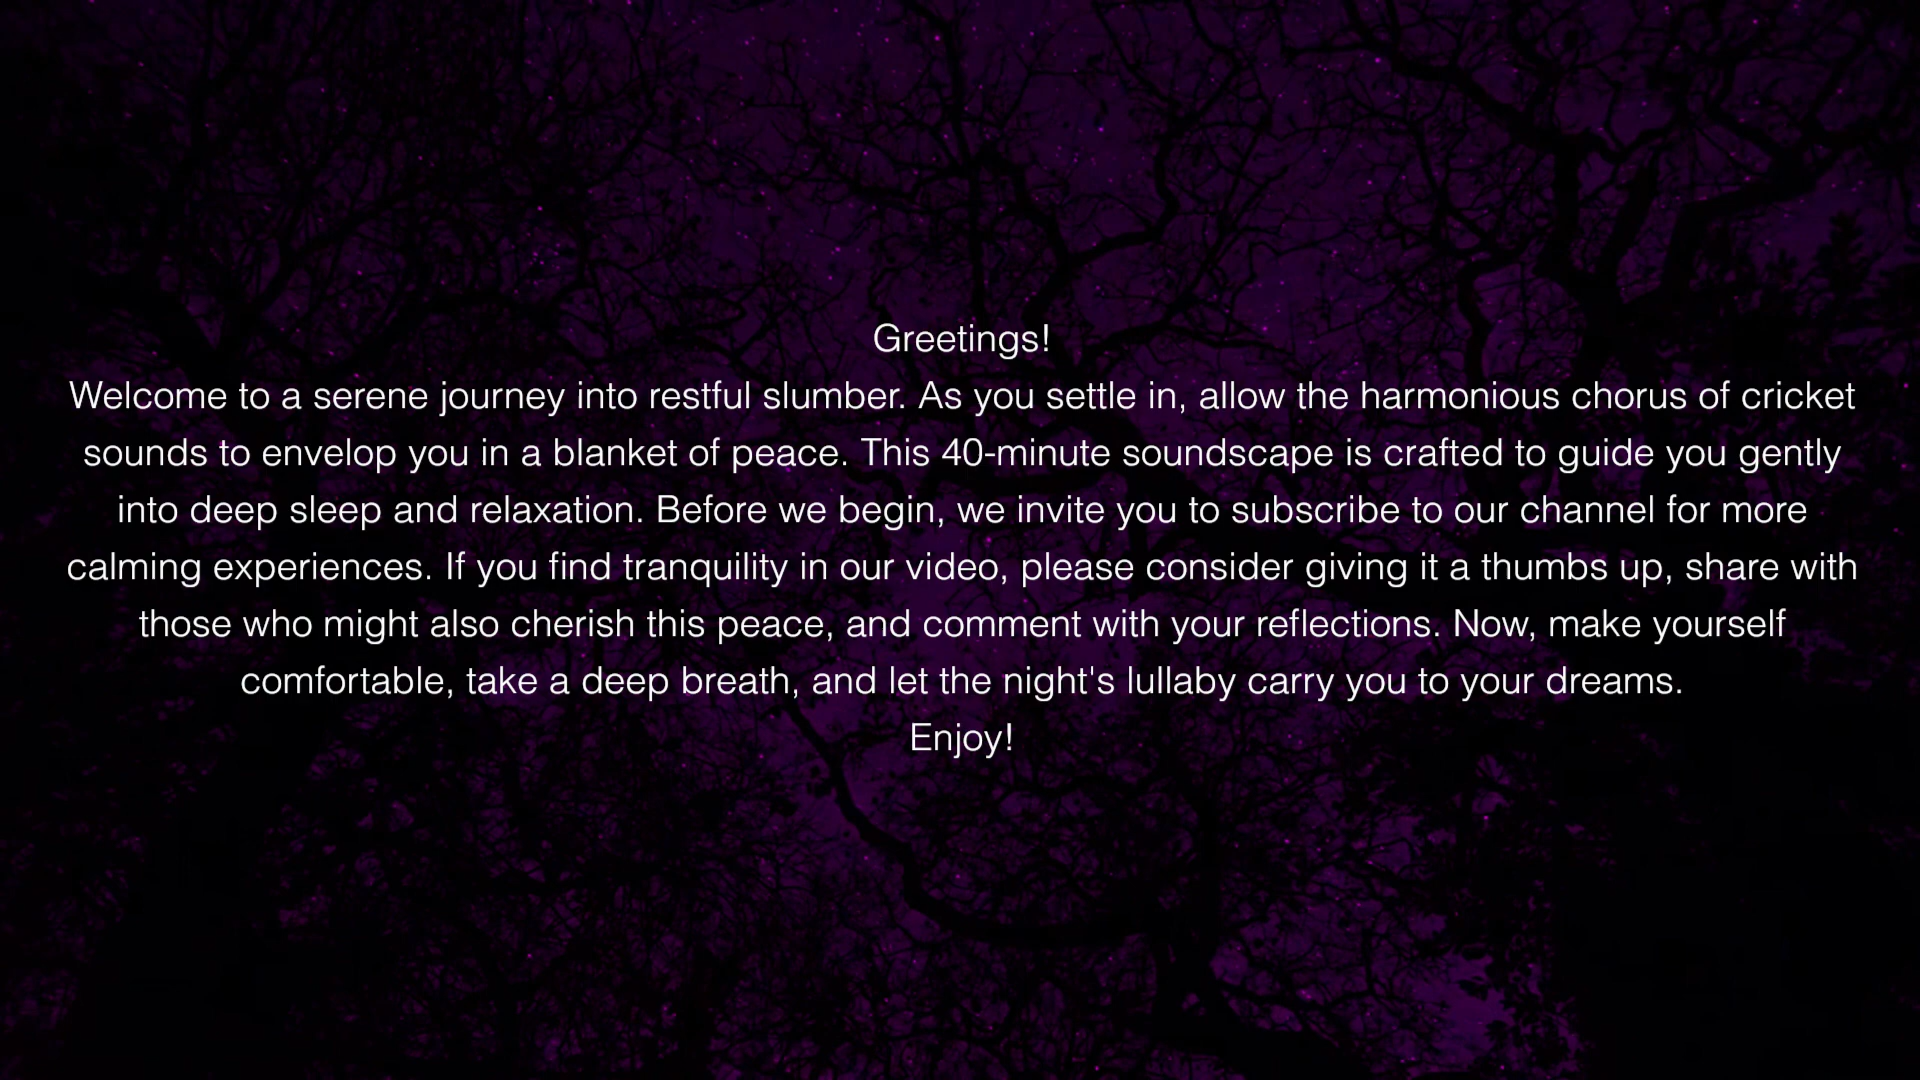 Greetings!
Welcome to a serene journey into restful slumber. As you settle in, allow the harmonious chorus of cricket
sounds to envelop you in a blanket of peace. This 40-minute soundscape is crafted to guide you gently
into deep sleep and relaxation. Before we begin, we invite you to subscribe to our channel for more
calming experiences. If you find tranquility in our video, please consider giving it a thumbs up, share with
those who might also cherish this peace, and comment with your reflections. Now, make yourself
comfortable, take a deep breath, and let the night's lullaby carry you to your dreams.
Enjoy!